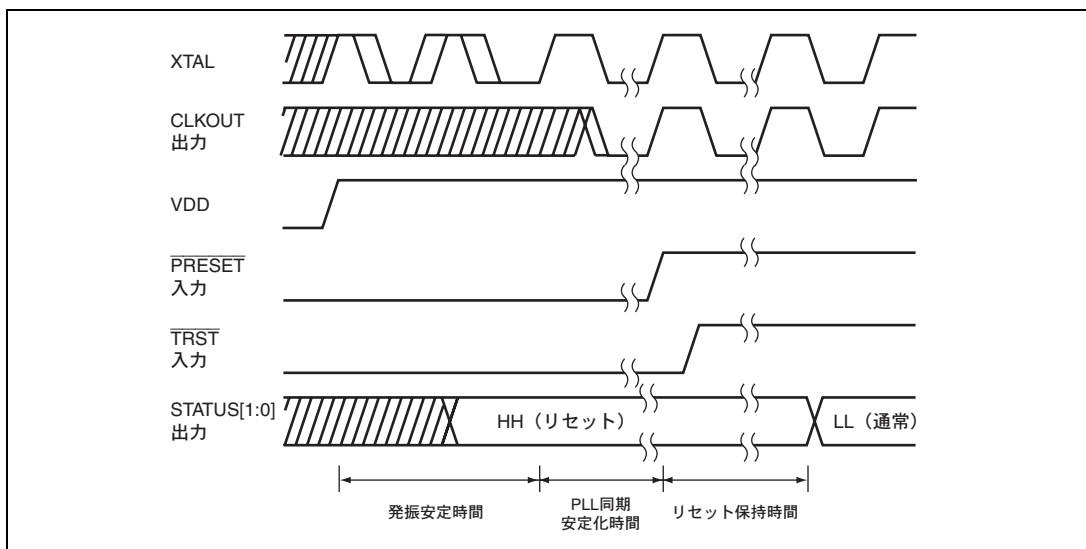 XTAL
CLKOUT
出力
VDD
PRESET
入力
TRST
入力
STATUS[1:0]
出力
HH（リセット）
LL（通常）
発振安定時間
PLL同期
安定化時間
リセット保持時間